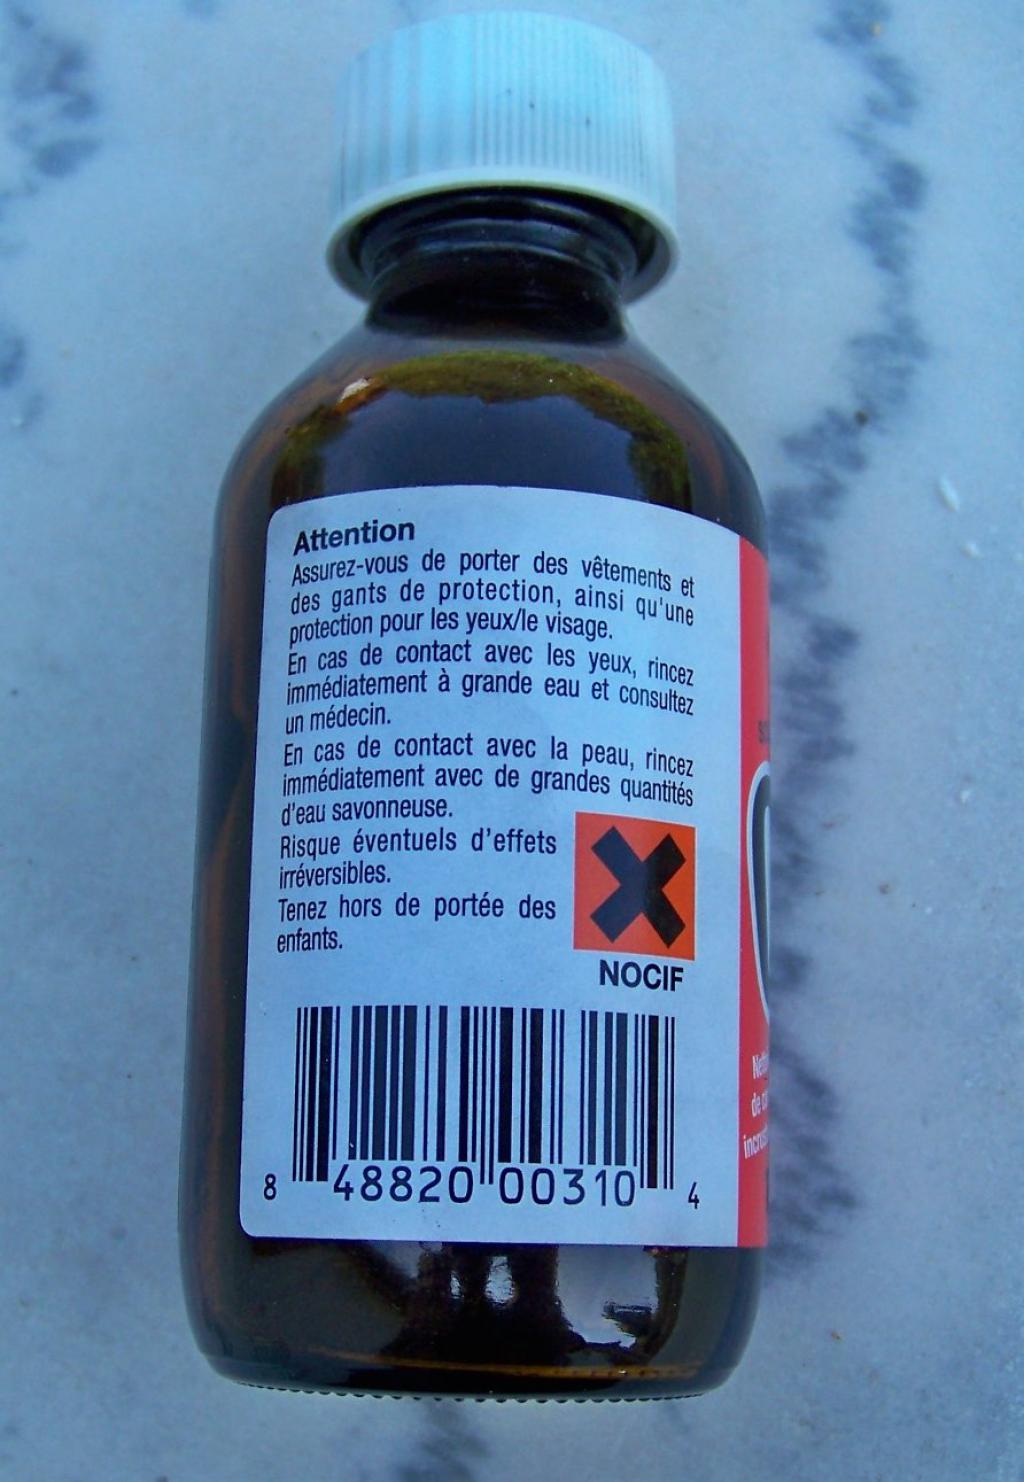 Attention
Assurez-vous de porter des vêtements et
des gants de protection, ainsi qu'une
protection pour les yeux/le visage.
En cas de contact avec les yeux, rincez
immédiatement à grande eau et consultez
un médecin.
En cas de contact avec la peau, rincez
immédiatement avec de grandes quantités
d'eau savonneuse.
Risque éventuels d'effets
irréversibles.
Tenez hors de portée des
enfants.
NOCIF
8 48820 00310 4